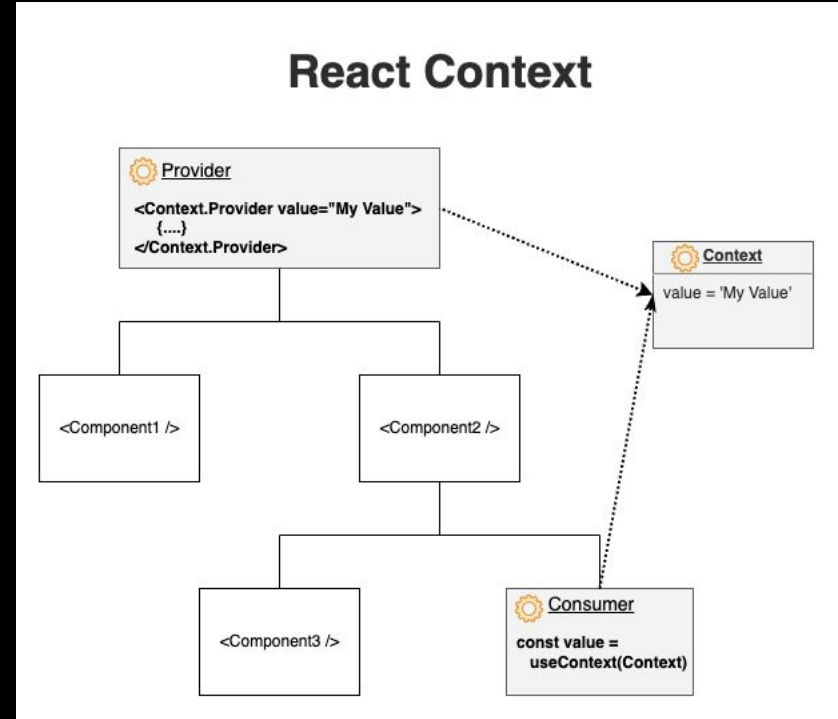 React Context
Provider
<Context.Provider value="My Value">
{....}
</Context.Provider>
Context
value = 'My Value'
<Component1 />
<Component2 />
<Component3 />
Consumer
const value =
useContext(Context)